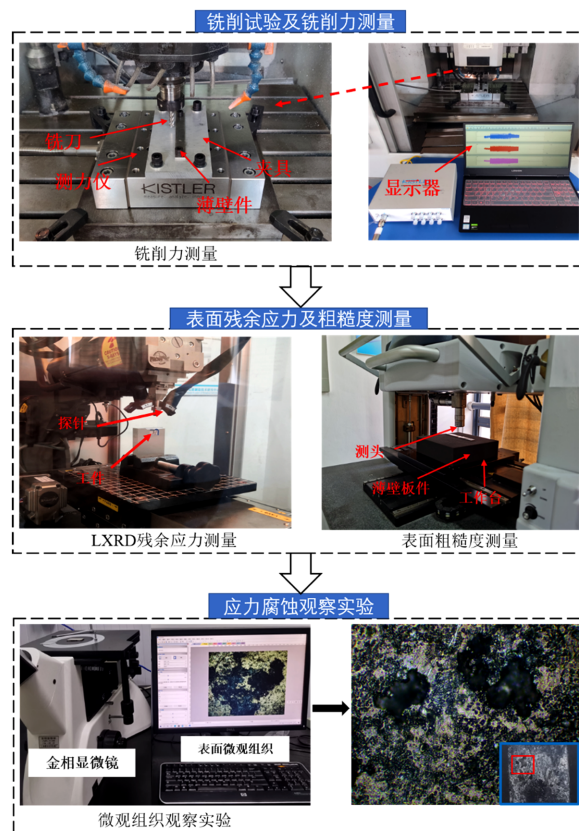 铣削试验及铣削力测量
铣刀
测力仪
夹具
KISTLER
薄壁件
显示器
铣削力测量
表面残余应力及粗糙度测量
探针
工件
测头
薄壁板件
工作台
LXRD残余应力测量
表面粗糙度测量
应力腐蚀观察实验
金相显微镜
表面微观组织
微观组织观察实验